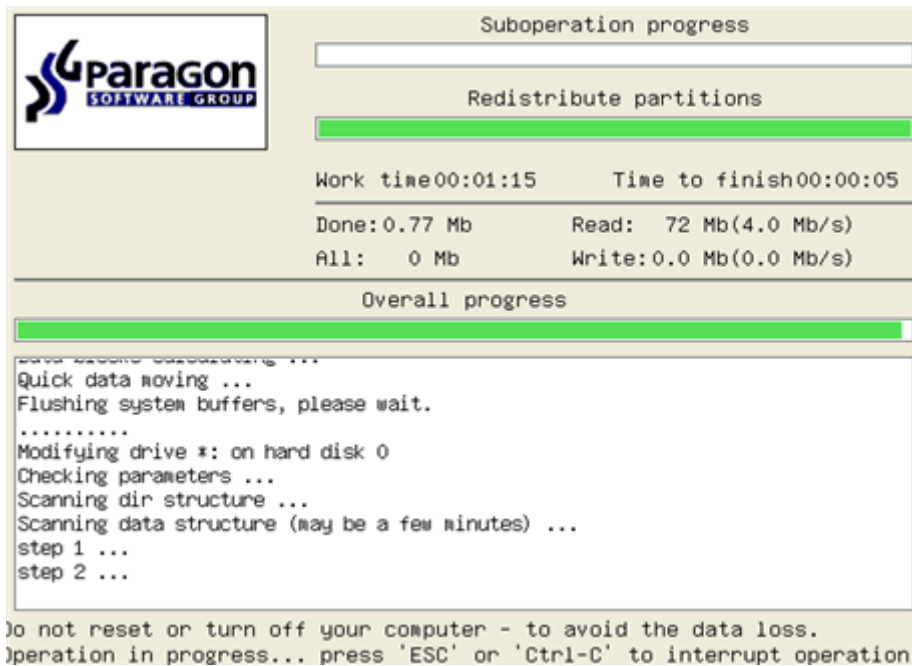 Paragon
SOFTWARE GROUP
Suboperation progress
Redistribute partitions
Work time00:01:15 Time to finish00:00:05
Done:0.77 Mb Read: 72 Mb(4.0 Mb/s)
All: 0 Mb Write:0.0 Mb(0.0 Mb/s)
Overall progress
Data blocks calculating ...
Quick data moving ...
Flushing system buffers, please wait.
..........
Modifying drive *: on hard disk 0
Checking parameters ...
Scanning dir structure ...
Scanning data structure (may be a few minutes) ...
step 1 ...
step 2 ...
Do not reset or turn off your computer - to avoid the data loss.
Operation in progress... press 'ESC' or 'Ctrl-C' to interrupt operation